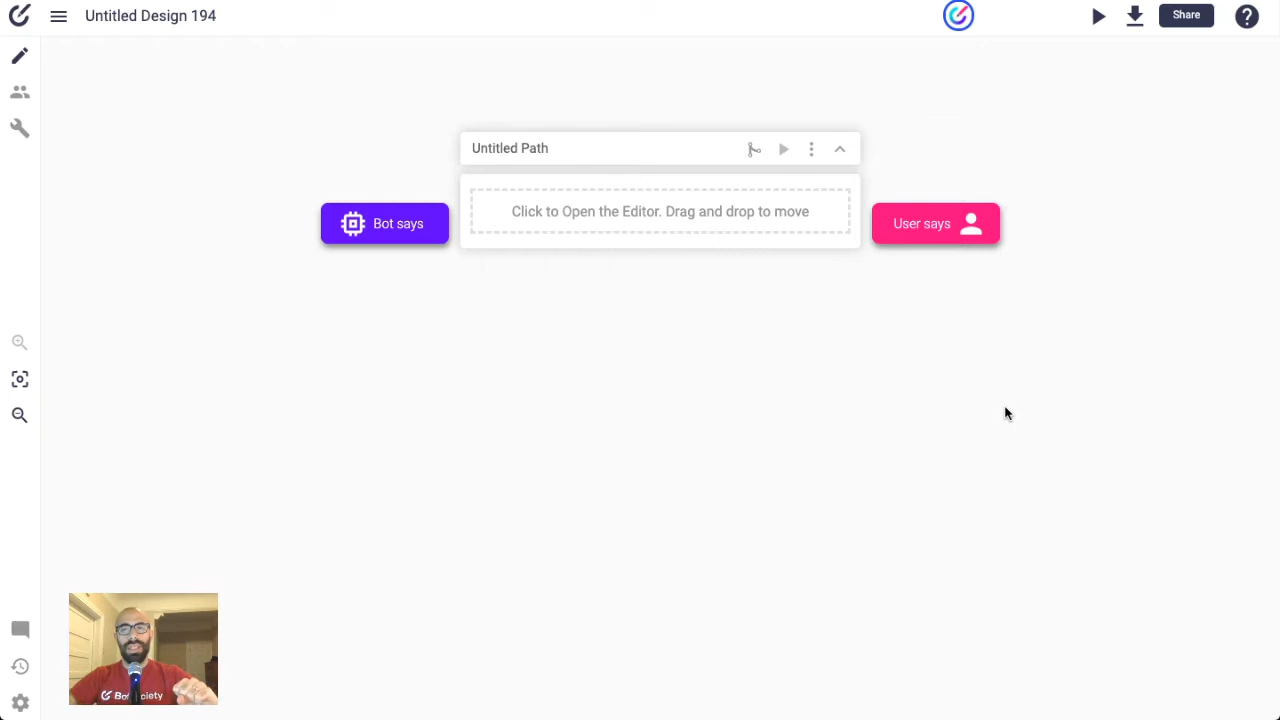 Untitled Design 194
Share
?
Untitled Path
Bot says
Click to Open the Editor. Drag and drop to move
User says